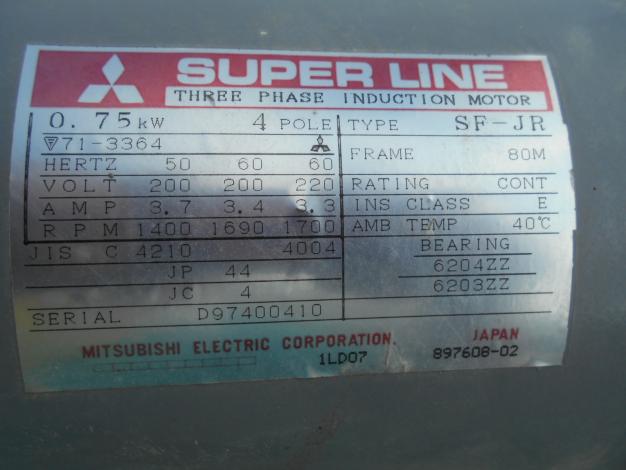 SUPER LINE
THREE PHASE INDUCTION MOTOR
0.75kW 4 POLE
71-3364
HERTZ 50 60 60
VOLT 200 200 220
AMP 3.7 3.4 3.3
RPM 1400 1690 1700
JIS C 4210 4004
JP 44
JC 4
SERIAL D97400410
TYPE SF-JR
FRAME 80M
RATING CONT
INS CLASS E
AMB TEMP 40℃
BEARING
6204ZZ
6203ZZ
MITSUBISHI ELECTRIC CORPORATION. JAPAN
1LD07 897608-02